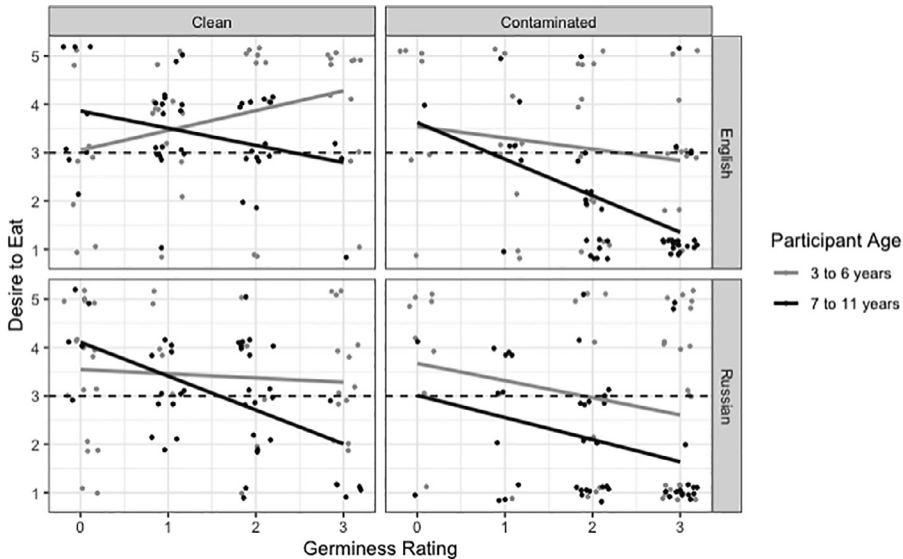 Clean
Contaminated
5
4
3
2
1
English
5
4
3
2
1
Russian
Desire to Eat
0 1 2 3
0 1 2 3
Germiness Rating
Participant Age
3 to 6 years
7 to 11 years